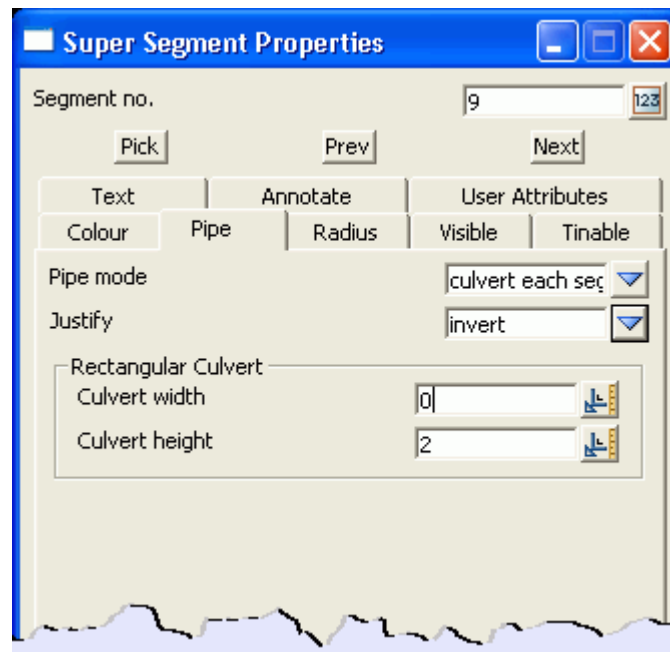 Super Segment Properties
Segment no. 9 123
Pick Prev Next
Text Annotate User Attributes
Colour Pipe Radius Visible Tinable
Pipe mode culvert each seg
Justify invert
Rectangular Culvert
Culvert width 0
Culvert height 2